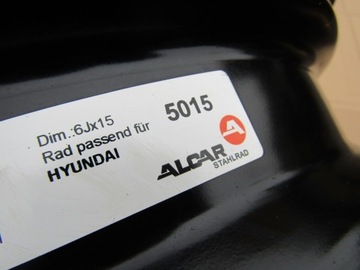 Dim.:6Jx15
Rad passend für
HYUNDAI
5015
ALCAR
STAHLRAD